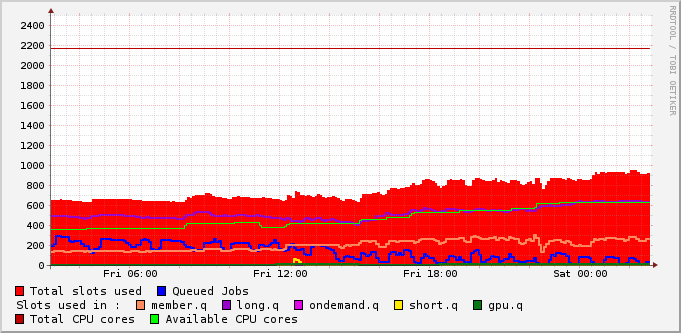 2400
2200
2000
1800
1600
1400
1200
1000
800
600
400
200
0
Fri 06:00 Fri 12:00 Fri 18:00 Sat 00:00
Total slots used Queued Jobs
Slots used in : member.q long.q ondemand.q short.q gpu.q
Total CPU cores Available CPU cores
RRDTOOL / TOBI OETIKER